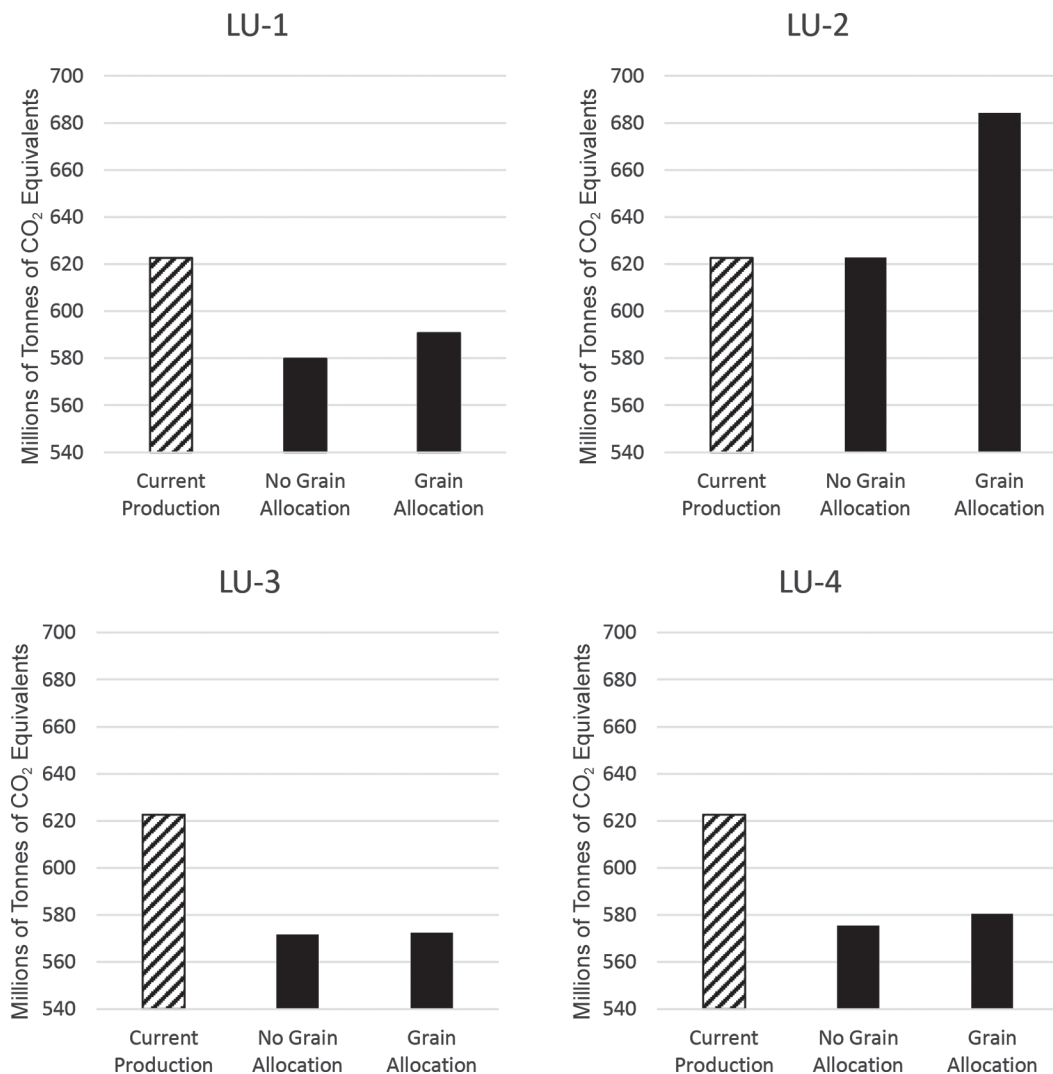 LU-1
Millions of Tonnes of CO₂ Equivalents
700
680
660
640
620
600
580
560
540
Current Production
No Grain Allocation
Grain Allocation
LU-2
Millions of Tonnes of CO₂ Equivalents
700
680
660
640
620
600
580
560
540
Current Production
No Grain Allocation
Grain Allocation
LU-3
Millions of Tonnes of CO₂ Equivalents
700
680
660
640
620
600
580
560
540
Current Production
No Grain Allocation
Grain Allocation
LU-4
Millions of Tonnes of CO₂ Equivalents
700
680
660
640
620
600
580
560
540
Current Production
No Grain Allocation
Grain Allocation